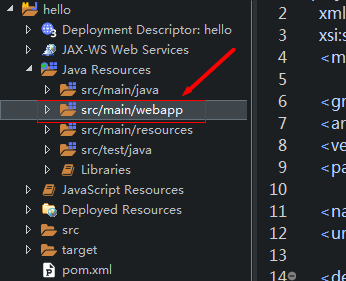 hello
Deployment Descriptor: hello
JAX-WS Web Services
Java Resources
src/main/java
src/main/webapp
src/main/resources
src/test/java
Libraries
JavaScript Resources
Deployed Resources
src
target
pom.xml
2 xml
3 xsi:s
4 <m
5
6 <gr
7 <ar
8 <ve
9 <pa
10
11 <na
12 <ur
13
14 <de